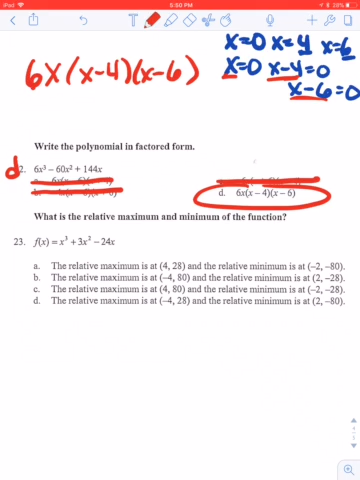 iPad
5:50 PM
28%
6x(x-4)(x-6)
x=0 x=4 x=6
x=0 x-4=0
x-6=0
Write the polynomial in factored form.
d 2. 6x³ − 60x² + 144x
d. 6x(x − 4)(x − 6)
What is the relative maximum and minimum of the function?
23. f(x) = x³ + 3x² − 24x
a. The relative maximum is at (4, 28) and the relative minimum is at (−2, −80).
b. The relative maximum is at (−4, 80) and the relative minimum is at (2, −28).
c. The relative maximum is at (4, 80) and the relative minimum is at (−2, −28).
d. The relative maximum is at (−4, 28) and the relative minimum is at (2, −80).